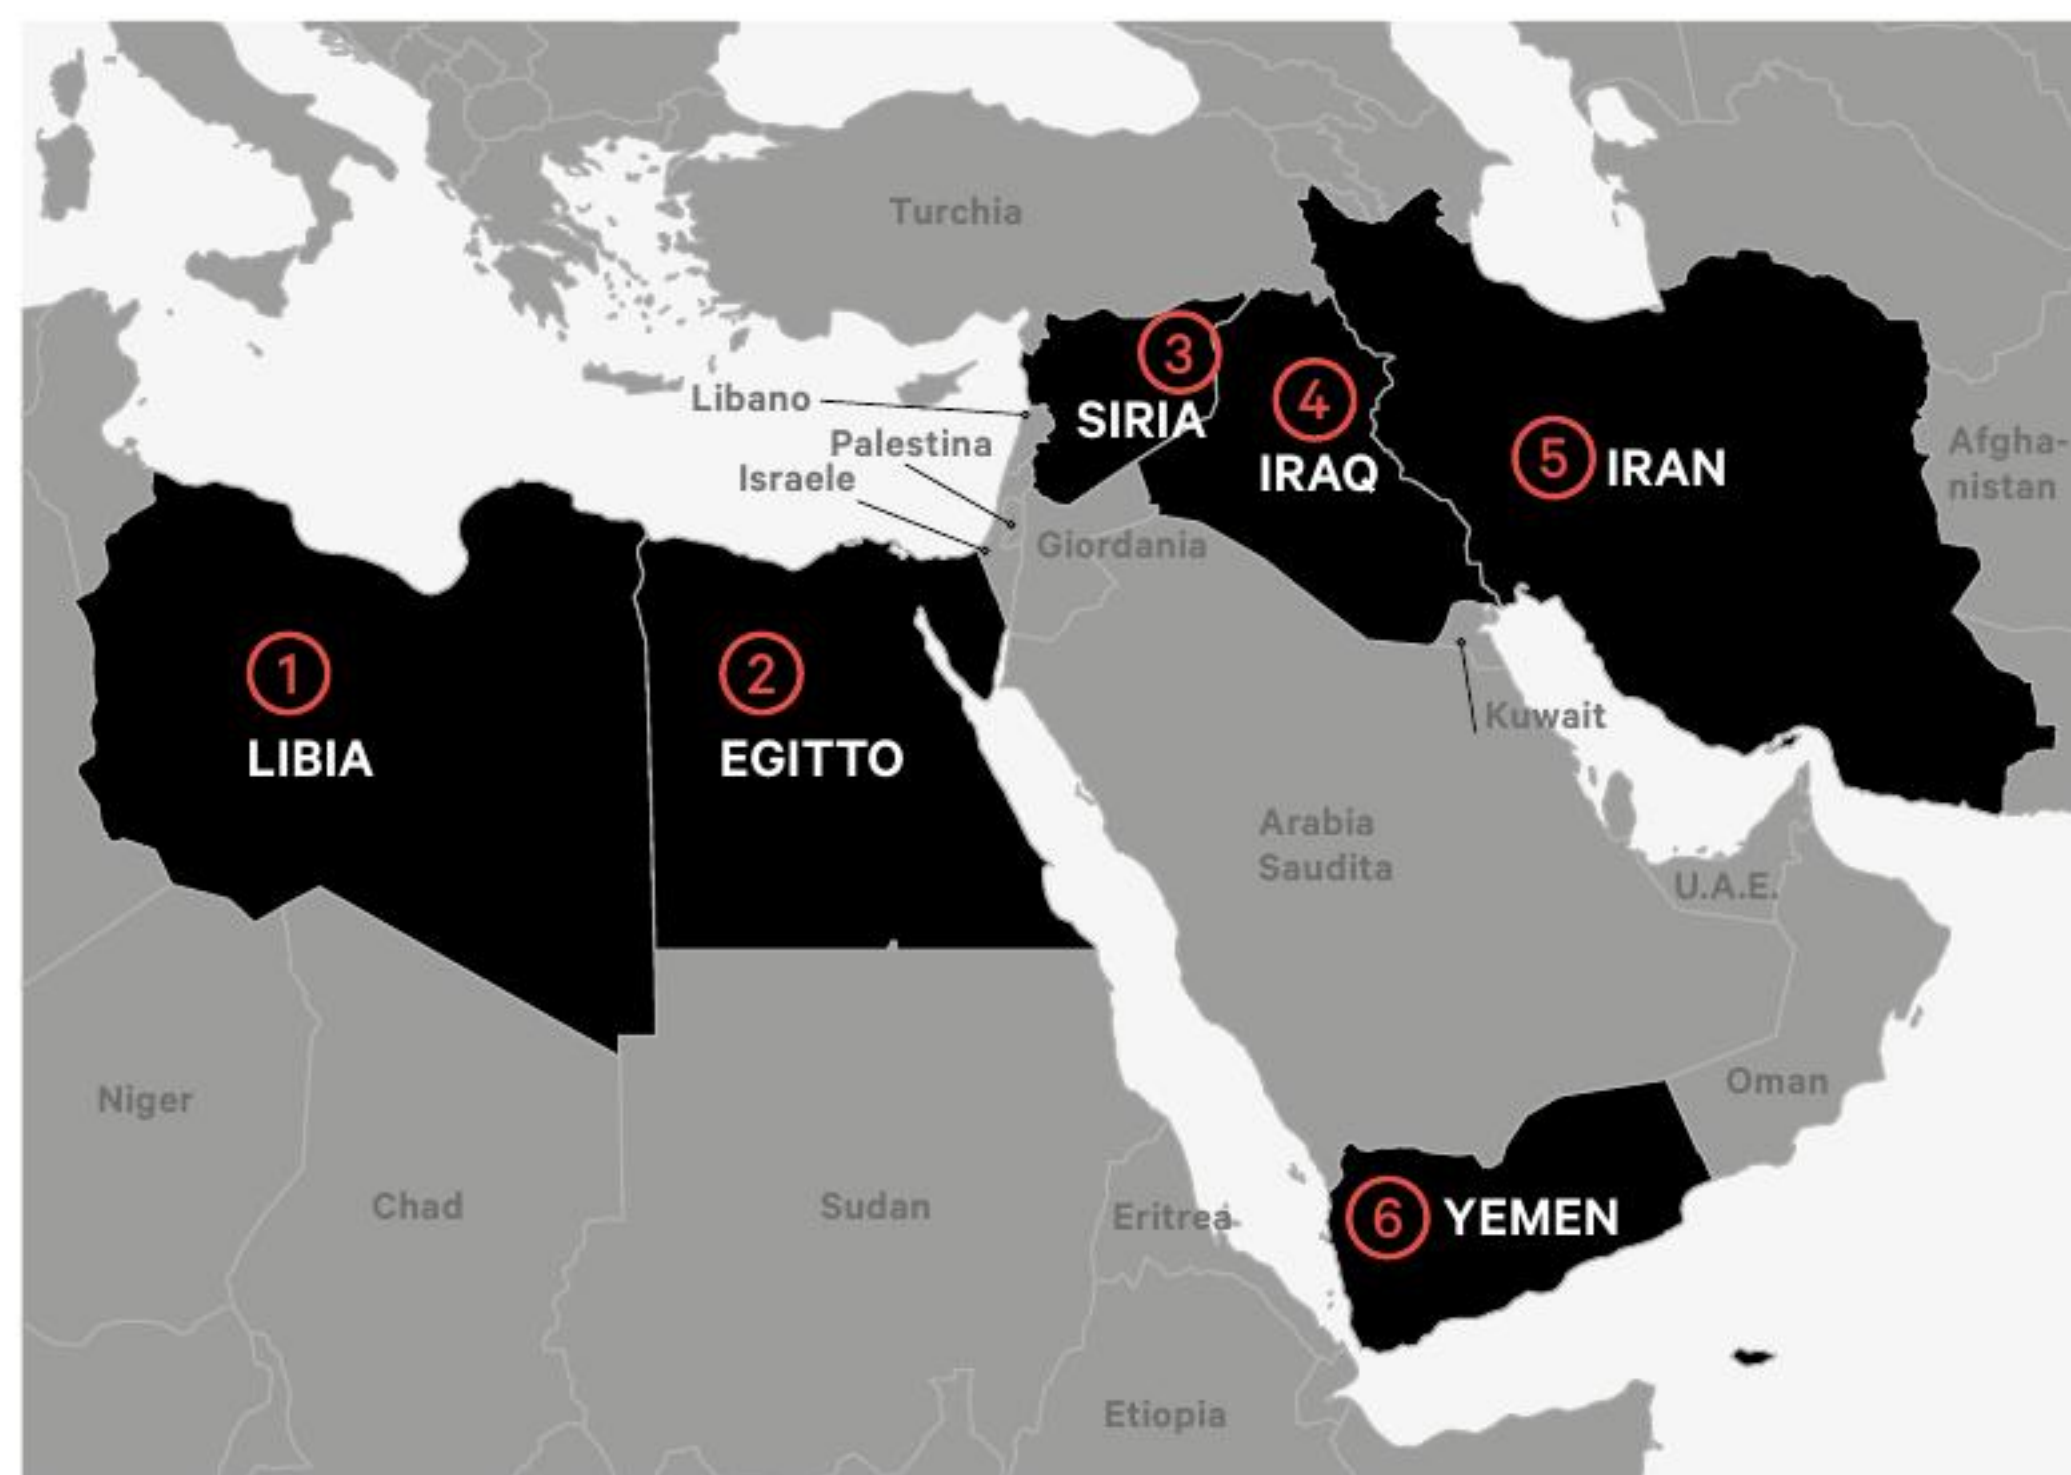 Turchia
3
SIRIA
4
IRAQ
5
IRAN
Afgha-
nistan
Libano
Palestina
Israele
Giordania
1
LIBIA
2
EGITTO
Kuwait
Arabia
Saudita
U.A.E.
Oman
Niger
Chad
Sudan
Eritrea
6
YEMEN
Etiopia